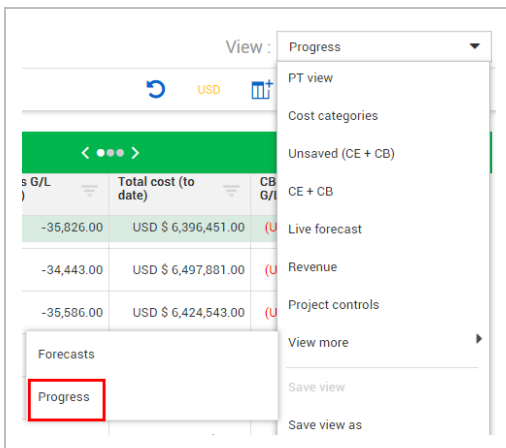 View : Progress
PT view
USD
Cost categories
Unsaved (CE + CB)
s G/L Total cost (to CB
) date) G/L
CE + CB
-35,826.00 USD $ 6,396,451.00 (U
Live forecast
-34,443.00 USD $ 6,497,881.00 (U
Revenue
-35,586.00 USD $ 6,424,543.00 (U
Project controls
View more
Forecasts
Progress
Save view
Save view as